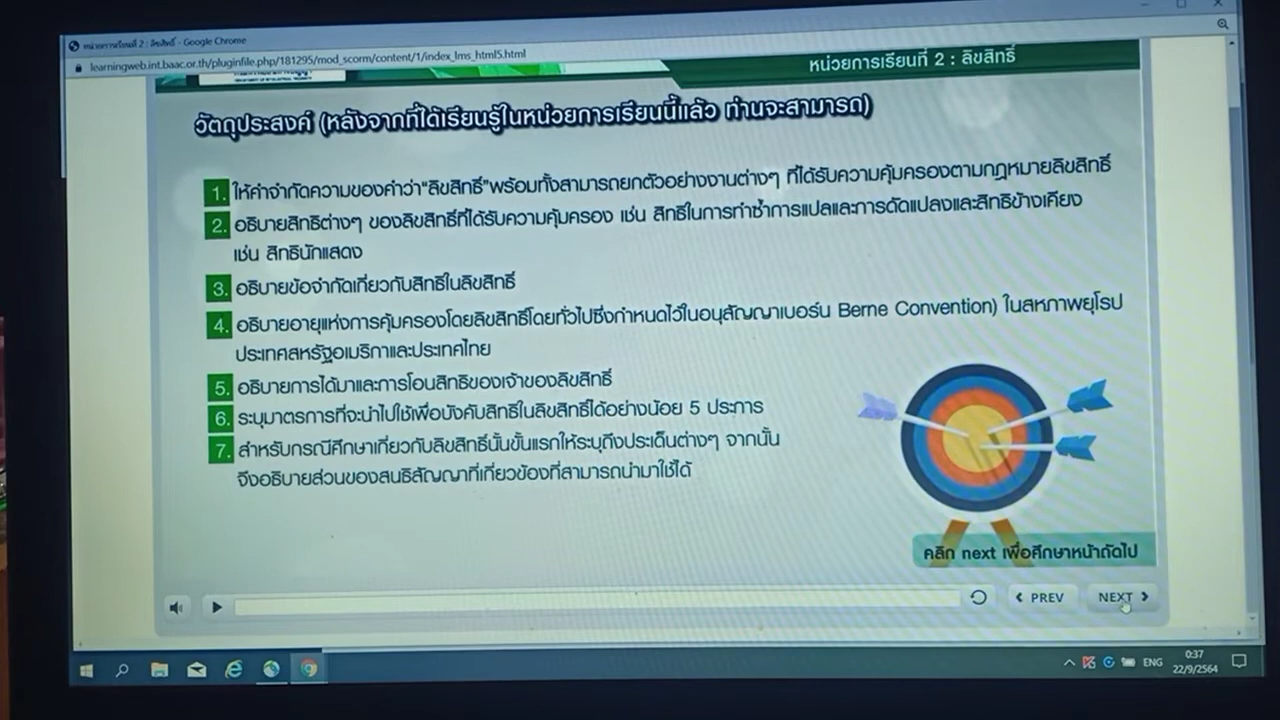 หน่วยการเรียนที่ 2 : ลิขสิทธิ์ - Google Chrome
learningweb.int.baac.or.th/pluginfile.php/181295/mod_scorm/content/1/index_lms_html5.html
หน่วยการเรียนที่ 2 : ลิขสิทธิ์
วัตถุประสงค์ (หลังจากที่ได้เรียนรู้ในหน่วยการเรียนนี้แล้ว ท่านจะสามารถ)
1. ให้คำจำกัดความของคำว่า"ลิขสิทธิ์"พร้อมทั้งสามารถยกตัวอย่างงานต่างๆ ที่ได้รับความคุ้มครองตามกฎหมายลิขสิทธิ์
2. อธิบายสิทธิต่างๆ ของลิขสิทธิ์ที่ได้รับความคุ้มครอง เช่น สิทธิในการทำซ้ำการแปลและการดัดแปลงและสิทธิข้างเคียง
เช่น สิทธินักแสดง
3. อธิบายข้อจำกัดเกี่ยวกับสิทธิในลิขสิทธิ์
4. อธิบายอายุแห่งการคุ้มครองโดยลิขสิทธิ์โดยทั่วไปซึ่งกำหนดไว้ในอนุสัญญาเบอร์น Berne Convention) ในสหภาพยุโรป
ประเทศสหรัฐอเมริกาและประเทศไทย
5. อธิบายการได้มาและการโอนสิทธิของเจ้าของลิขสิทธิ์
6. ระบุมาตรการที่จะนำไปใช้เพื่อบังคับสิทธิในลิขสิทธิ์ได้อย่างน้อย 5 ประการ
7. สำหรับกรณีศึกษาเกี่ยวกับลิขสิทธิ์นั้นขั้นแรกให้ระบุถึงประเด็นต่างๆ จากนั้น
จึงอธิบายส่วนของสนธิสัญญาที่เกี่ยวข้องที่สามารถนำมาใช้ได้
คลิก next เพื่อศึกษาหน้าถัดไป
PREV
NEXT
ENG
0:37
22/9/2564